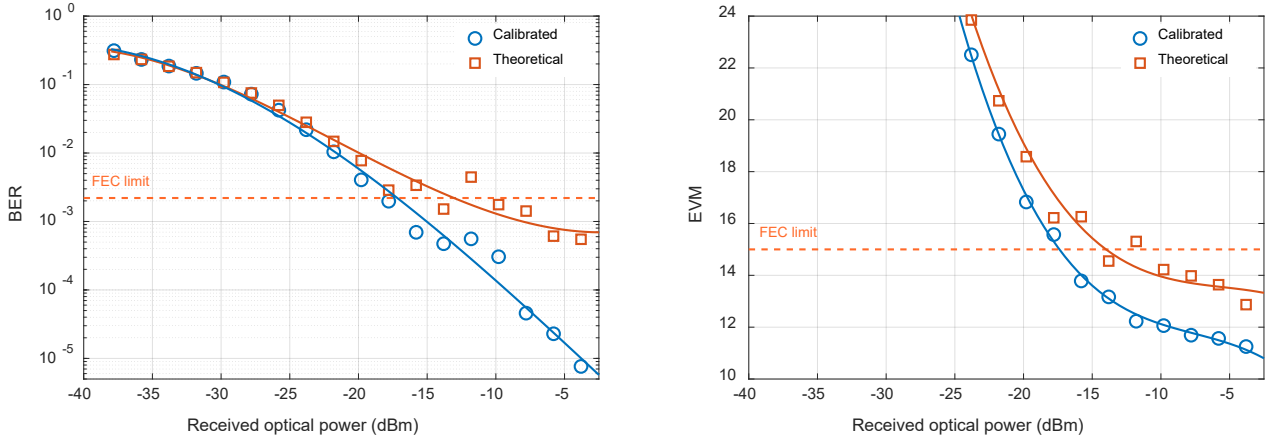 10 0
10 -1
10 -2
10 -3
10 -4
10 -5
BER
FEC limit
Calibrated
Theoretical
-40 -35 -30 -25 -20 -15 -10 -5
Received optical power (dBm)
24
22
20
18
16
14
12
10
EVM
FEC limit
Calibrated
Theoretical
-40 -35 -30 -25 -20 -15 -10 -5
Received optical power (dBm)